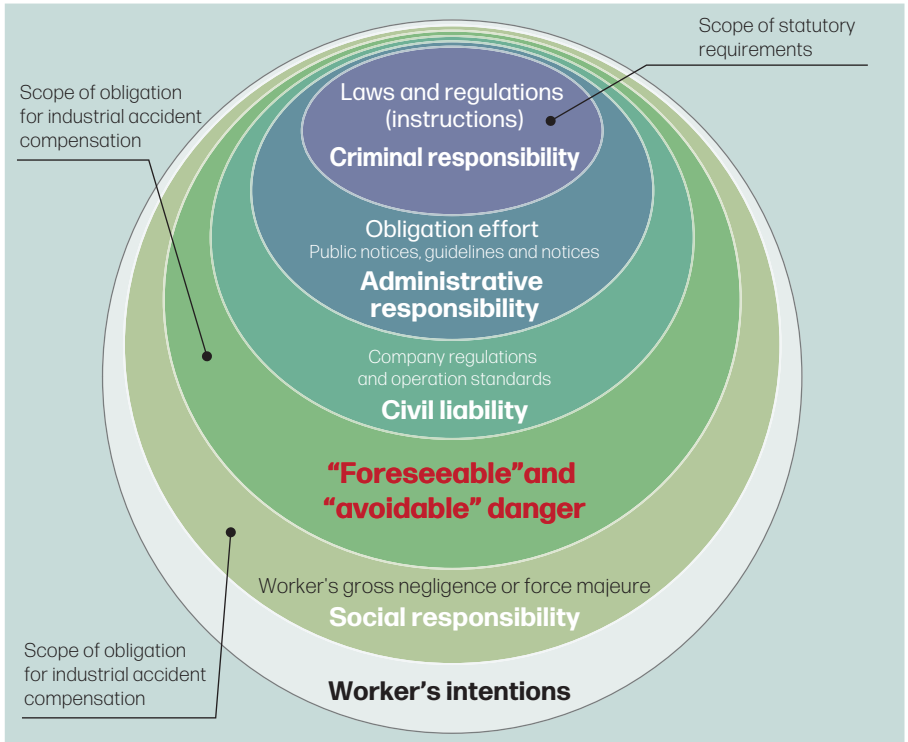 Scope of statutory
requirements
Scope of obligation
for industrial accident
compensation
Laws and regulations
(instructions)
Criminal responsibility
Obligation effort
Public notices, guidelines and notices
Administrative
responsibility
Company regulations
and operation standards
Civil liability
“Foreseeable”and
“avoidable” danger
Worker's gross negligence or force majeure
Social responsibility
Scope of obligation
for industrial accident
compensation
Worker’s intentions